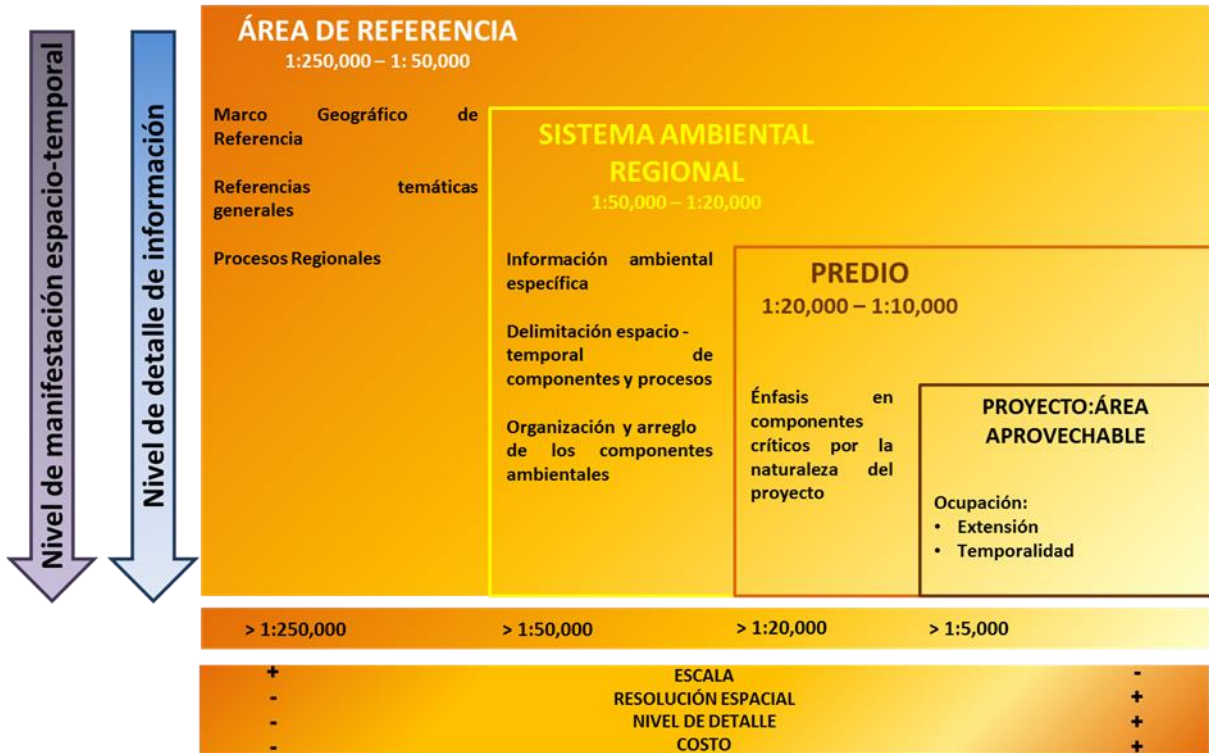 Nivel de manifestación espacio-temporal
Nivel de detalle de información
ÁREA DE REFERENCIA
1:250,000 – 1: 50,000
Marco Geográfico de
Referencia
Referencias temáticas
generales
Procesos Regionales
SISTEMA AMBIENTAL
REGIONAL
1:50,000 – 1:20,000
Información ambiental
específica
Delimitación espacio -
temporal de
componentes y procesos
Organización y arreglo
de los componentes
ambientales
PREDIO
1:20,000 – 1:10,000
Énfasis en
componentes
críticos por la
naturaleza del
proyecto
PROYECTO:ÁREA
APROVECHABLE
Ocupación:
• Extensión
• Temporalidad
> 1:250,000 > 1:50,000 > 1:20,000 > 1:5,000
+ ESCALA -
- RESOLUCIÓN ESPACIAL +
- NIVEL DE DETALLE +
- COSTO +